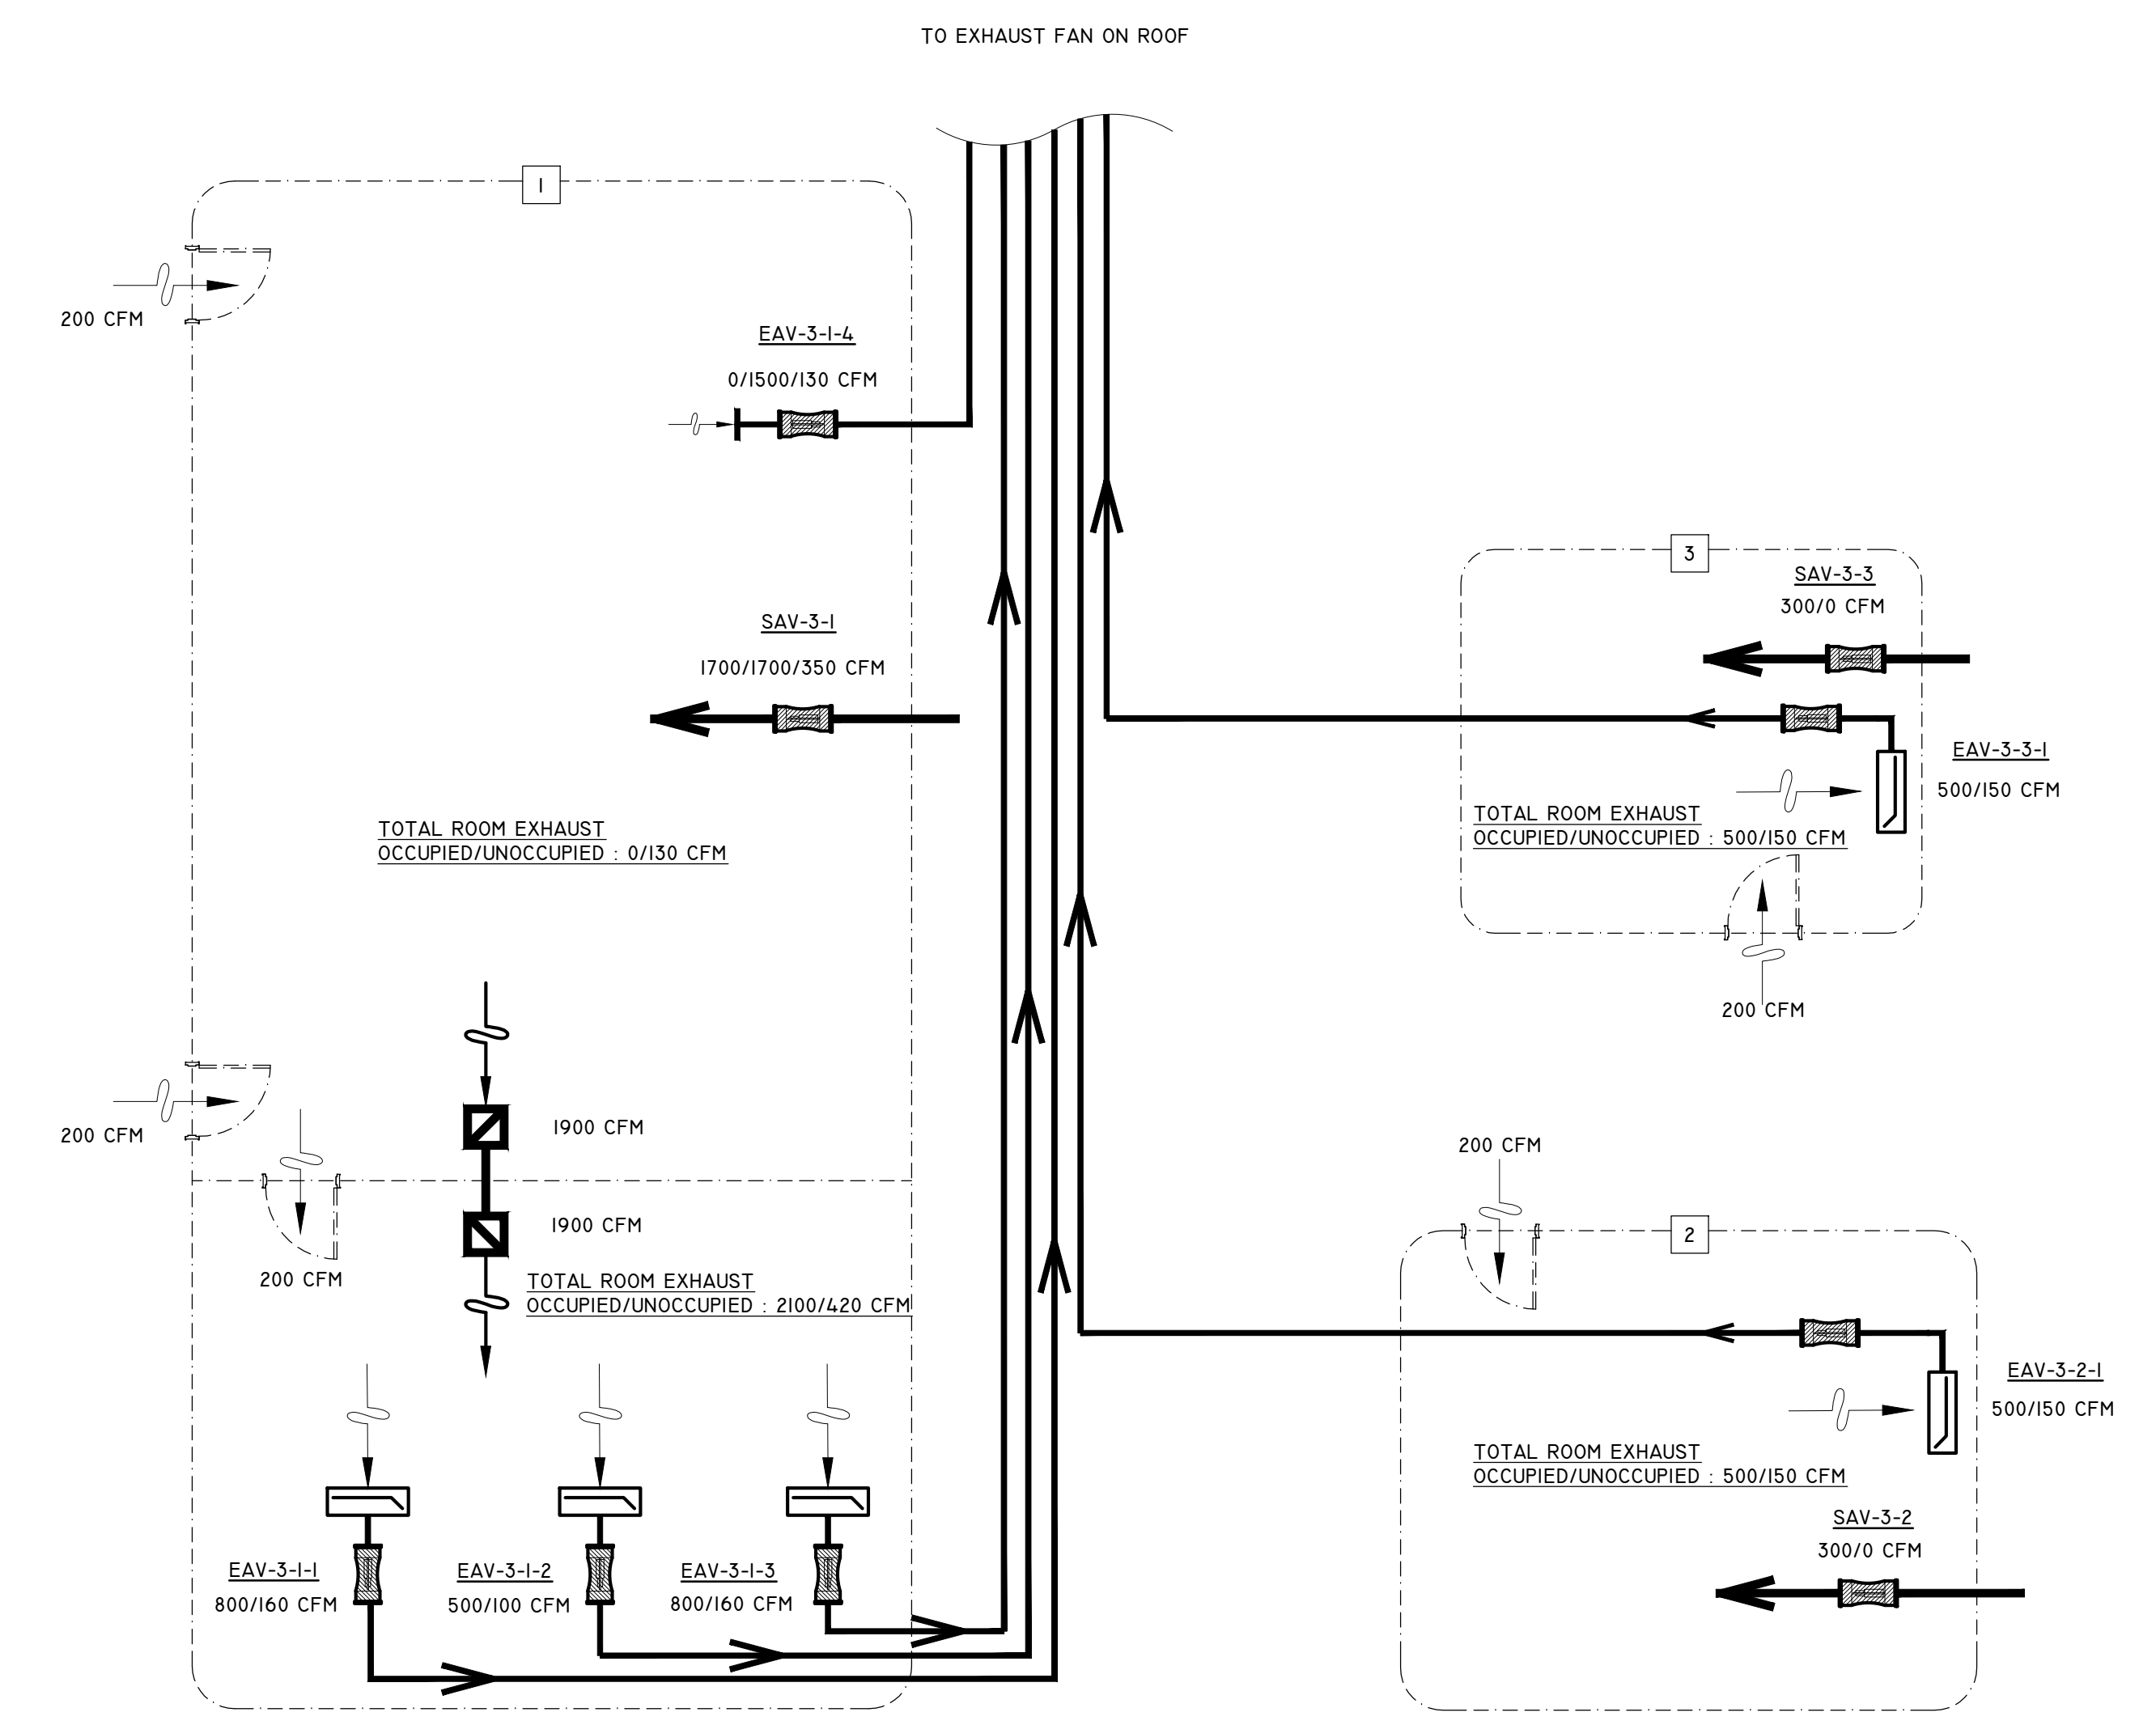 TO EXHAUST FAN ON ROOF
1
200 CFM
EAV-3-1-4
0/1500/130 CFM
SAV-3-1
1700/1700/350 CFM
TOTAL ROOM EXHAUST
OCCUPIED/UNOCCUPIED : 0/130 CFM
200 CFM
1900 CFM
1900 CFM
200 CFM
TOTAL ROOM EXHAUST
OCCUPIED/UNOCCUPIED : 2100/420 CFM
EAV-3-1-1
800/160 CFM
EAV-3-1-2
500/100 CFM
EAV-3-1-3
800/160 CFM
3
SAV-3-3
300/0 CFM
EAV-3-3-1
500/150 CFM
TOTAL ROOM EXHAUST
OCCUPIED/UNOCCUPIED : 500/150 CFM
200 CFM
200 CFM
2
EAV-3-2-1
500/150 CFM
TOTAL ROOM EXHAUST
OCCUPIED/UNOCCUPIED : 500/150 CFM
SAV-3-2
300/0 CFM